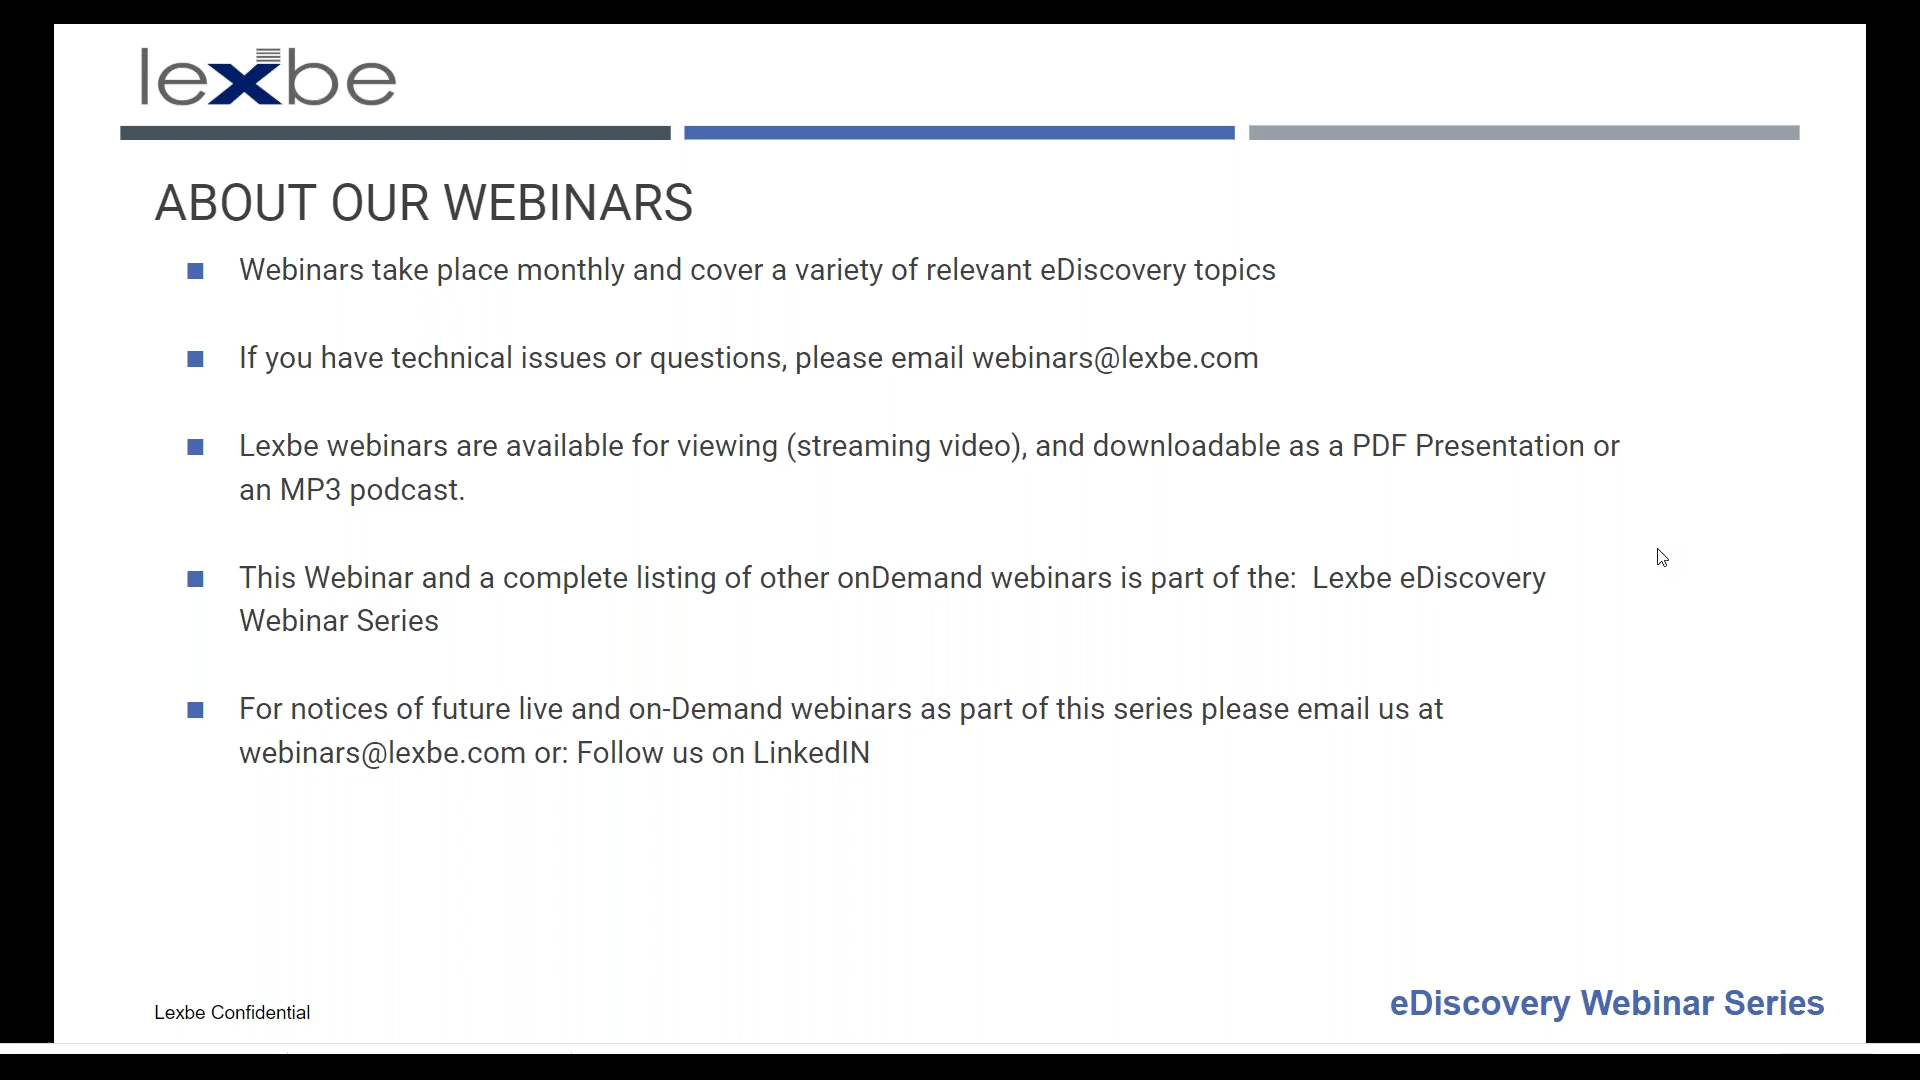 lexbe
ABOUT OUR WEBINARS
Webinars take place monthly and cover a variety of relevant eDiscovery topics
If you have technical issues or questions, please email webinars@lexbe.com
Lexbe webinars are available for viewing (streaming video), and downloadable as a PDF Presentation or
an MP3 podcast.
This Webinar and a complete listing of other onDemand webinars is part of the:  Lexbe eDiscovery
Webinar Series
For notices of future live and on-Demand webinars as part of this series please email us at
webinars@lexbe.com or: Follow us on LinkedIN
Lexbe Confidential
eDiscovery Webinar Series